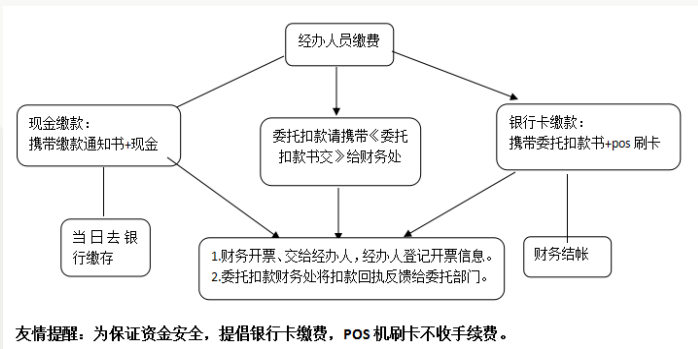 经办人员缴费
现金缴款：
携带缴款通知书+现金
委托扣款请携带《委托
扣款书交》给财务处
银行卡缴款：
携带委托扣款书+pos 刷卡
当日去银
行缴存
1.财务开票、交给经办人，经办人登记开票信息。
2.委托扣款财务处将扣款回执反馈给委托部门。
财务结帐
友情提醒：为保证资金安全，提倡银行卡缴费，POS 机刷卡不收手续费。